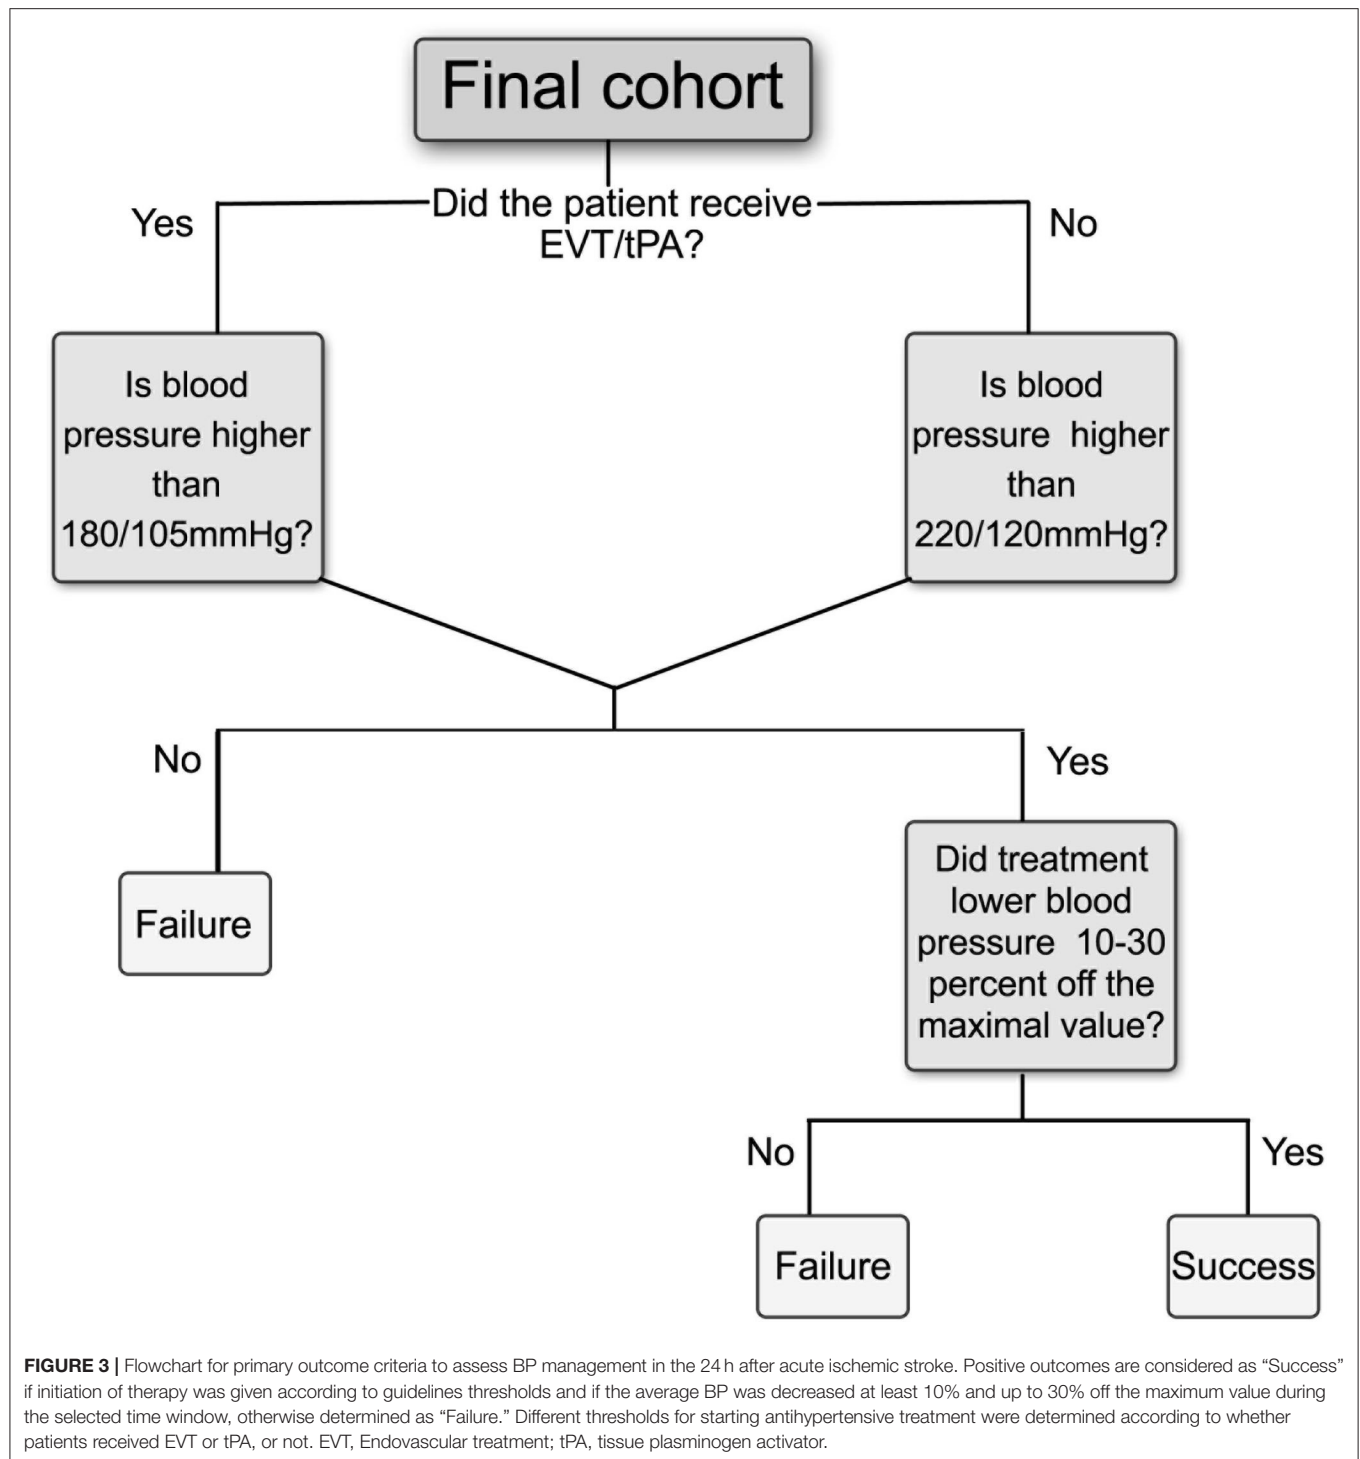 Final cohort
Did the patient receive
EVT/tPA?
Yes
No
Is blood
pressure higher
than
180/105mmHg?
Is blood
pressure higher
than
220/120mmHg?
No
Yes
Failure
Did treatment
lower blood
pressure 10-30
percent off the
maximal value?
No
Yes
Failure
Success
FIGURE 3 | Flowchart for primary outcome criteria to assess BP management in the 24 h after acute ischemic stroke. Positive outcomes are considered as “Success”
if initiation of therapy was given according to guidelines thresholds and if the average BP was decreased at least 10% and up to 30% off the maximum value during
the selected time window, otherwise determined as “Failure.” Different thresholds for starting antihypertensive treatment were determined according to whether
patients received EVT or tPA, or not. EVT, Endovascular treatment; tPA, tissue plasminogen activator.